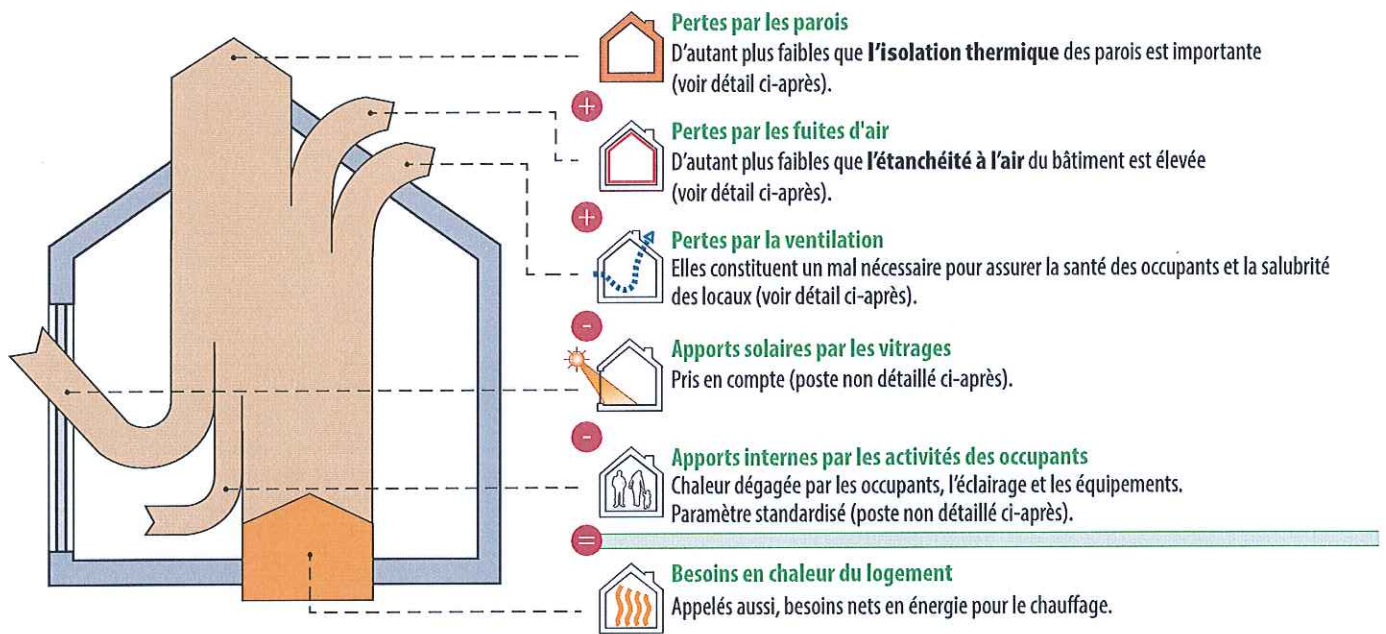 Pertes par les parois
D'autant plus faibles que l'isolation thermique des parois est importante
(voir détail ci-après).
+
Pertes par les fuites d'air
D'autant plus faibles que l'étanchéité à l'air du bâtiment est élevée
(voir détail ci-après).
+
Pertes par la ventilation
Elles constituent un mal nécessaire pour assurer la santé des occupants et la salubrité
des locaux (voir détail ci-après).
-
Apports solaires par les vitrages
Pris en compte (poste non détaillé ci-après).
-
Apports internes par les activités des occupants
Chaleur dégagée par les occupants, l'éclairage et les équipements.
Paramètre standardisé (poste non détaillé ci-après).
=
Besoins en chaleur du logement
Appelés aussi, besoins nets en énergie pour le chauffage.